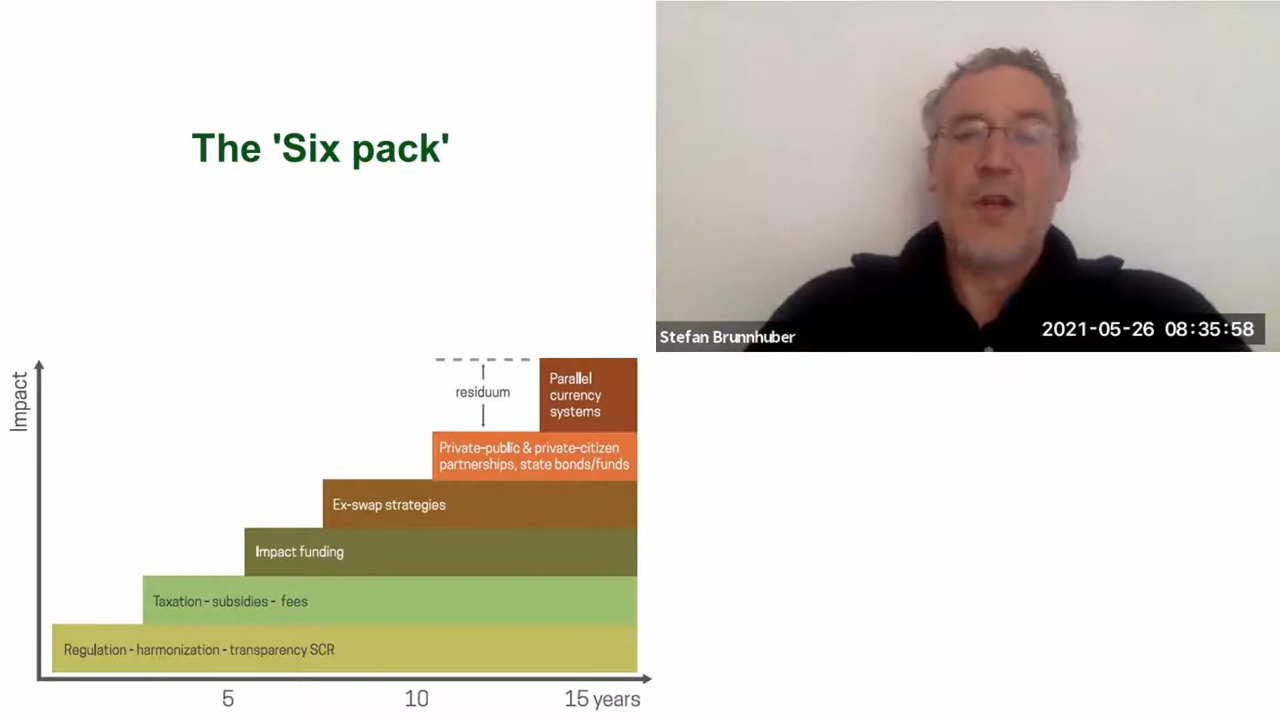 The 'Six pack'
Stefan Brunnhuber
2021-05-26 08:35:58
Impact
residuum
Parallel
currency
systems
Private-public & private-citizen
partnerships, state bonds/funds
Ex-swap strategies
Impact funding
Taxation - subsidies - fees
Regulation - harmonization - transparency SCR
5
10
15 years